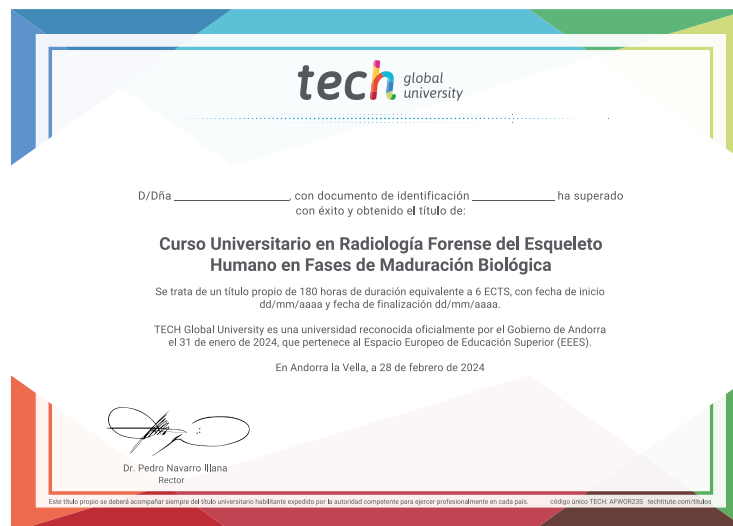 tech global university
D/Dña ____________, con documento de identificación ____________ ha superado
con éxito y obtenido el título de:
Curso Universitario en Radiología Forense del Esqueleto
Humano en Fases de Maduración Biológica
Se trata de un título propio de 180 horas de duración equivalente a 6 ECTS, con fecha de inicio
dd/mm/aaaa y fecha de finalización dd/mm/aaaa.
TECH Global University es una universidad reconocida oficialmente por el Gobierno de Andorra
el 31 de enero de 2024, que pertenece al Espacio Europeo de Educación Superior (EEES).
En Andorra la Vella, a 28 de febrero de 2024
Dr. Pedro Navarro Illana
Rector
Este título propio se deberá acompañar siempre del título universitario habilitante expedido por la autoridad competente para ejercer profesionalmente en cada país. código único TECH: AFWOR23S techtitute.com/titulos